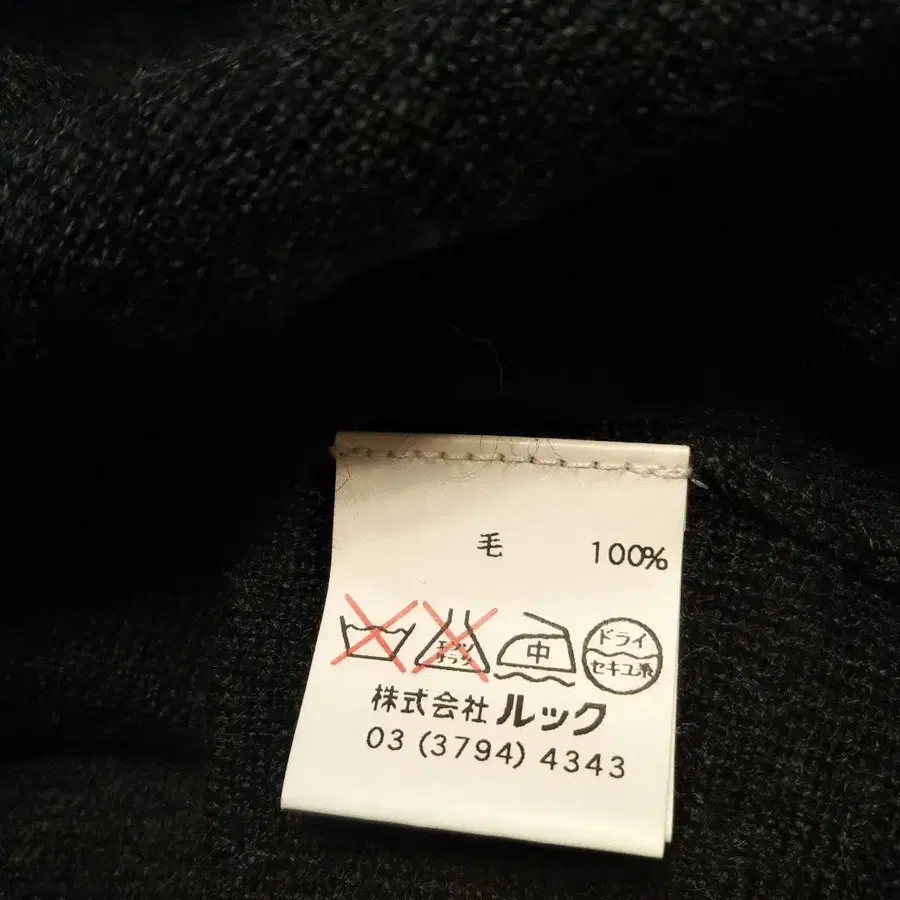 毛 100%
エンソ
サラシ
中
ドライ
セキユ系
株式会社 ルック
03 (3794) 4343